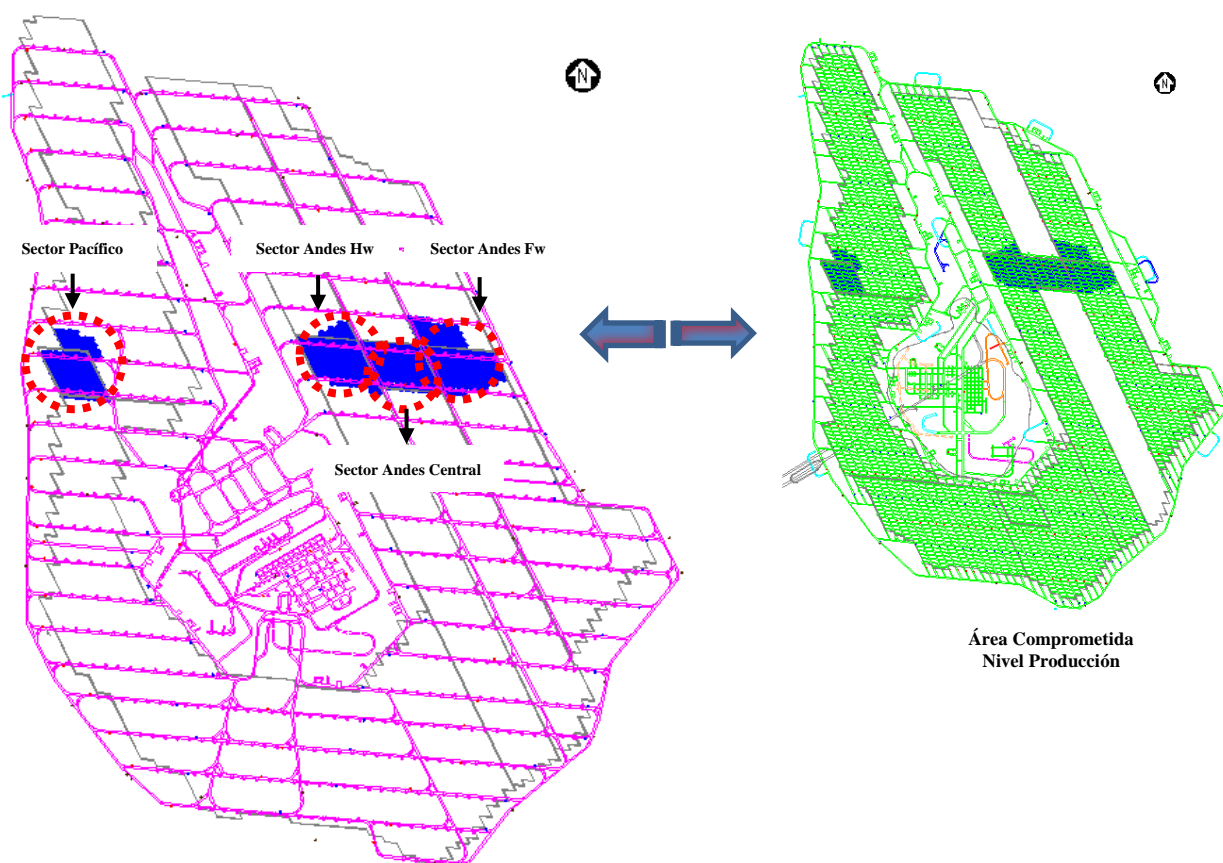 N
N
Sector Pacífico
Sector Andes Hw
Sector Andes Fw
Sector Andes Central
Área Comprometida
Nivel Producción